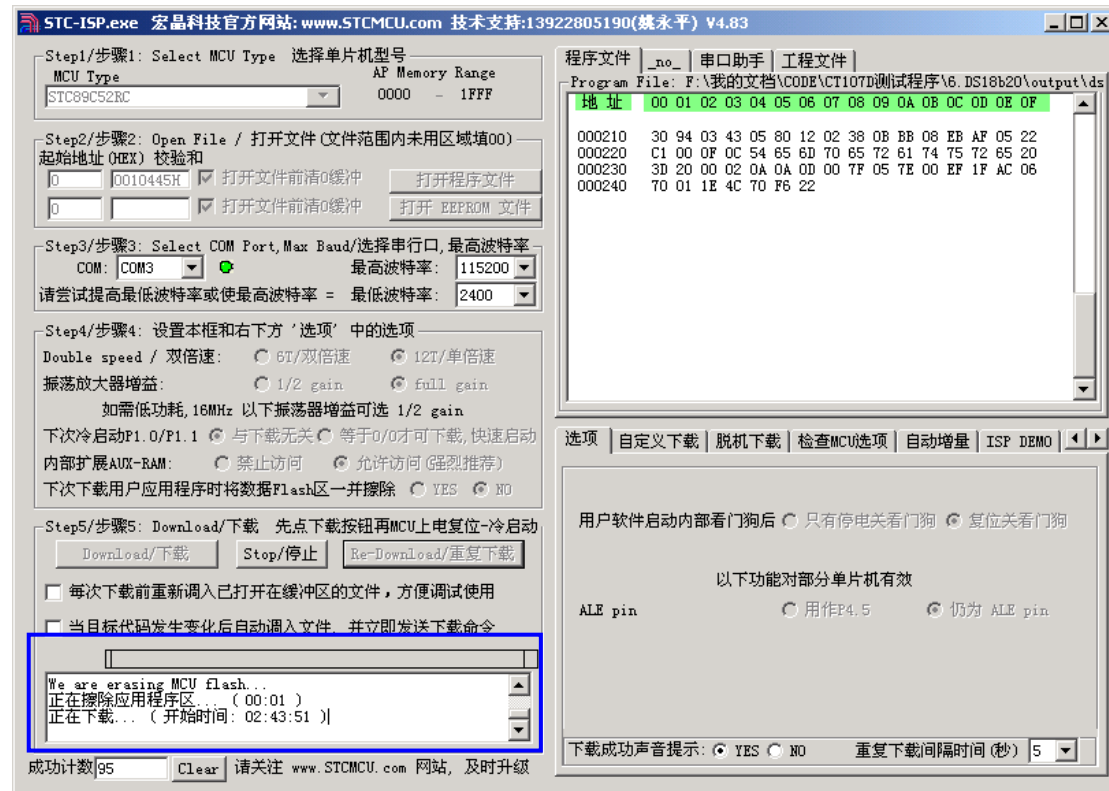 STC-ISP.exe 宏晶科技官方网站: www.STCMCU.com 技术支持:13922805190(姚永平) V4.83
Step1/步骤1: Select MCU Type 选择单片机型号
MCU Type AP Memory Range
STC89C52RC 0000 - 1FFF
Step2/步骤2: Open File / 打开文件(文件范围内未用区域填00)
起始地址(HEX) 校验和
0 0010445H 打开文件前清0缓冲 打开程序文件
0 打开文件前清0缓冲 打开 EEPROM 文件
Step3/步骤3: Select COM Port,Max Baud/选择串行口,最高波特率
COM: COM3 最高波特率: 115200
请尝试提高最低波特率或使最高波特率 = 最低波特率: 2400
Step4/步骤4: 设置本框和右下方 '选项' 中的选项
Double speed / 双倍速: 6T/双倍速 12T/单倍速
振荡放大器增益: 1/2 gain full gain
如需低功耗,16MHz 以下振荡器增益可选 1/2 gain
下次冷启动P1.0/P1.1 与下载无关 等于0/0才可下载,快速启动
内部扩展AUX-RAM: 禁止访问 允许访问(强烈推荐)
下次下载用户应用程序时将数据Flash区一并擦除 YES NO
Step5/步骤5: Download/下载 先点下载按钮再MCU上电复位-冷启动
Download/下载 Stop/停止 Re-Download/重复下载
每次下载前重新调入已打开在缓冲区的文件，方便调试使用
当目标代码发生变化后自动调入文件, 并立即发送下载命令
We are erasing MCU flash...
正在擦除应用程序区... ( 00:01 )
正在下载... ( 开始时间: 02:43:51 )
成功计数 95 Clear 请关注 www.STCMCU.com 网站, 及时升级
程序文件 _no_ 串口助手 工程文件
Program File: F:\我的文档\CODE\CT107D测试程序\6.DS18b20\output\ds
地 址 00 01 02 03 04 05 06 07 08 09 0A 0B 0C 0D 0E 0F
000210 30 94 03 43 05 80 12 02 38 0B BB 08 EB AF 05 22
000220 C1 00 0F 0C 54 65 6D 70 65 72 61 74 75 72 65 20
000230 3D 20 00 02 0A 0A 0D 00 7F 05 7E 00 EF 1F AC 06
000240 70 01 1E 4C 70 F6 22
选项 自定义下载 脱机下载 检查MCU选项 自动增量 ISP DEMO
用户软件启动内部看门狗后 只有停电关看门狗 复位关看门狗
以下功能对部分单片机有效
ALE pin 用作P4.5 仍为 ALE pin
下载成功声音提示: YES NO 重复下载间隔时间(秒) 5